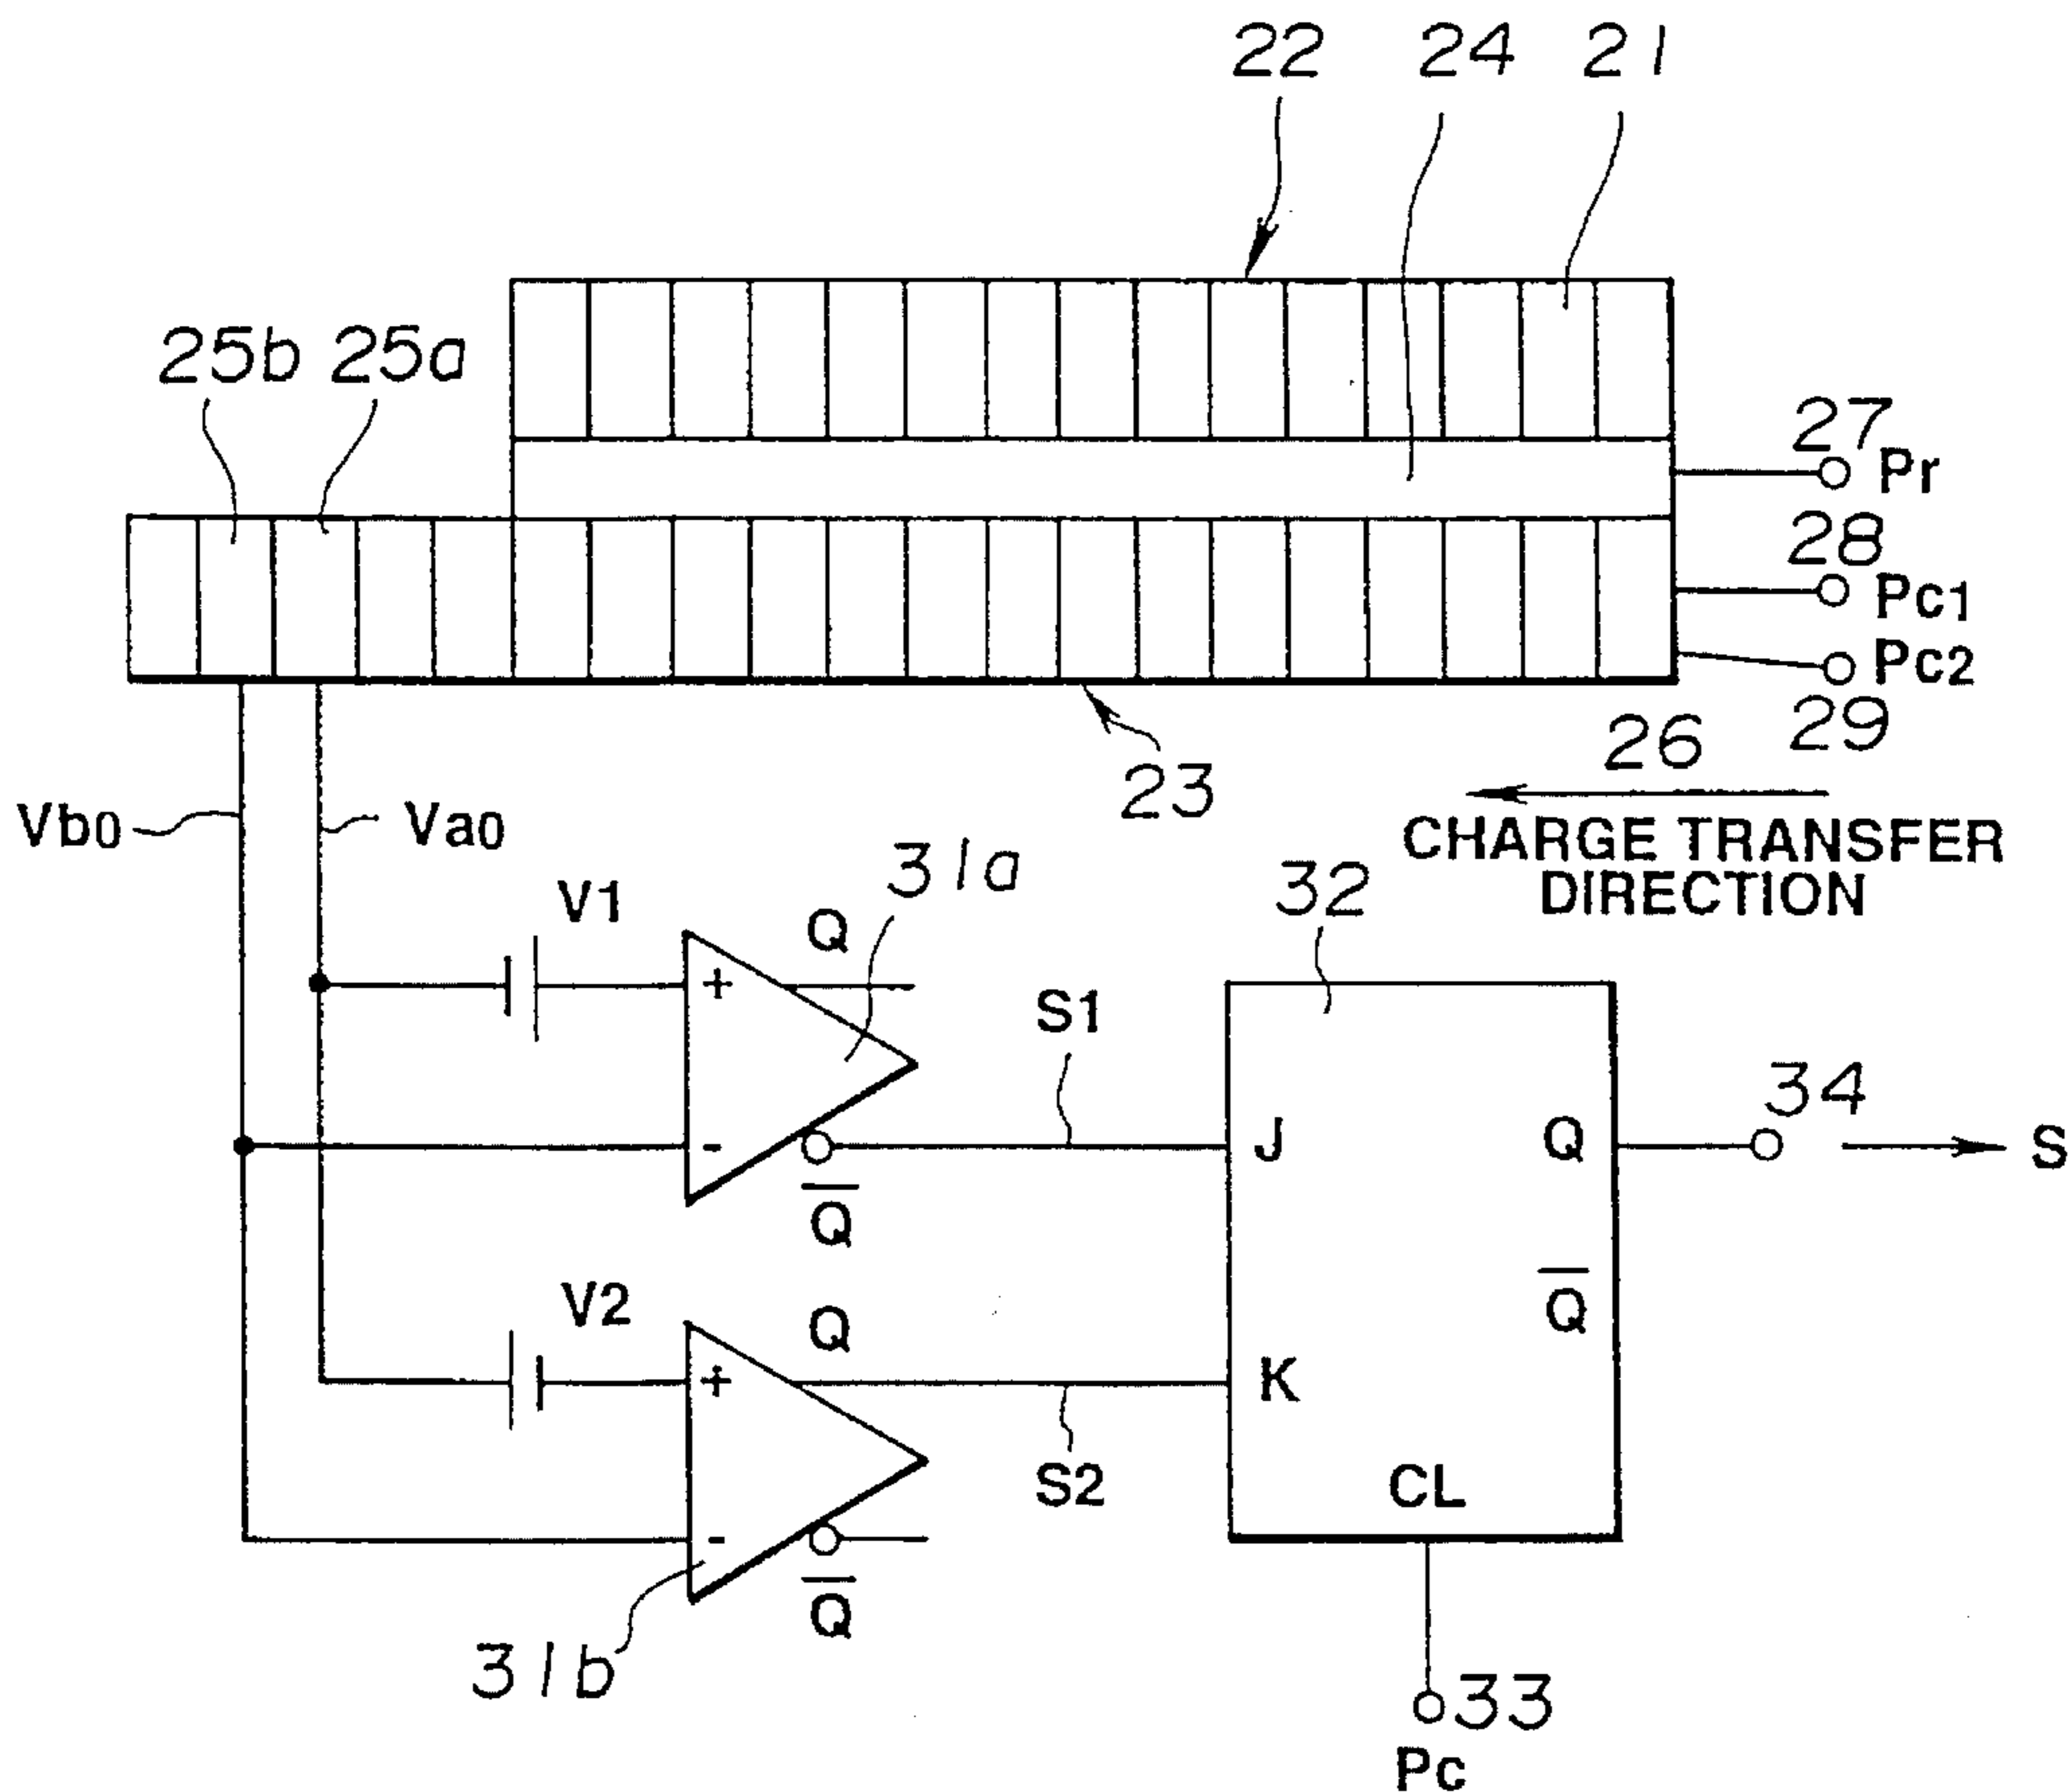 22 24 21
25b 25a
27
Pr
28
Pc1
Pc2
29
26
23
Vb0 Va0
CHARGE TRANSFER
DIRECTION
31a
32
V1
Q
+
S1
34
-
J Q
S
Q̅
V2
Q
Q̅
+
K
S2
CL
-
Q̅
31b
33
Pc